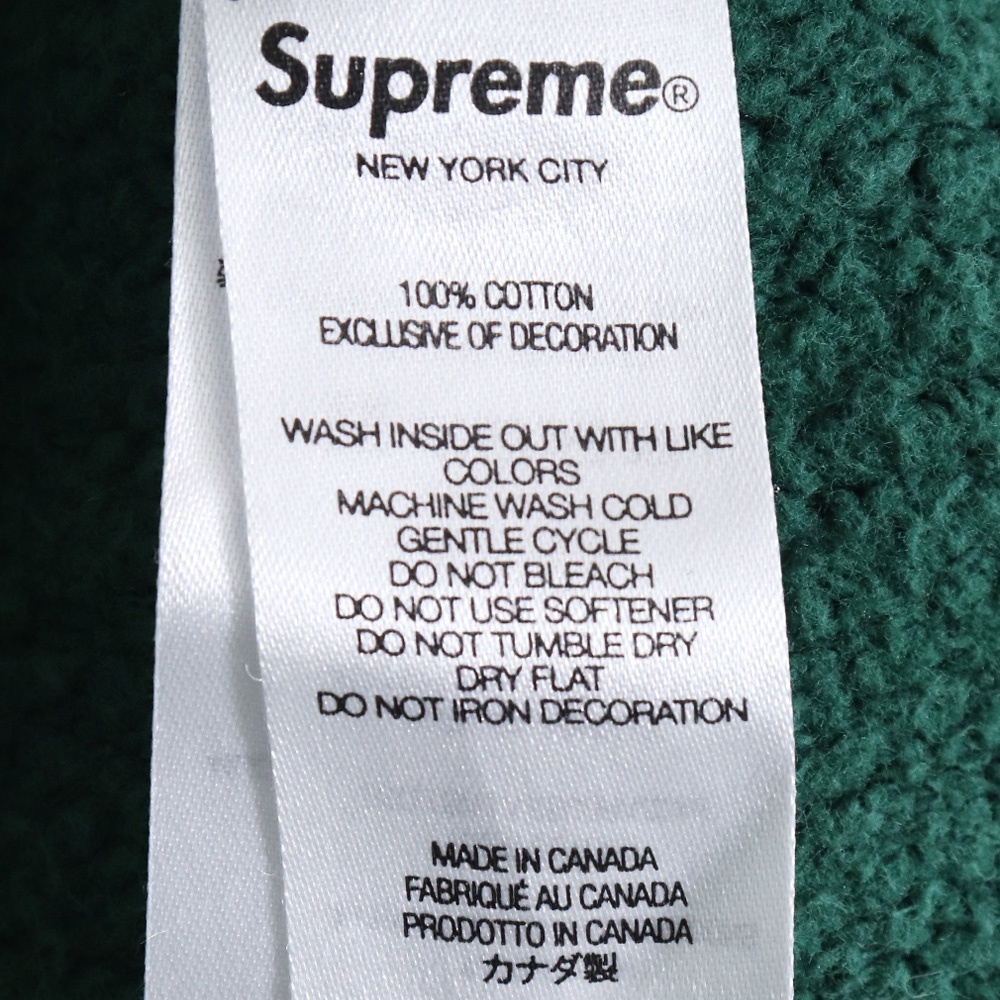 Supreme®
NEW YORK CITY
100% COTTON
EXCLUSIVE OF DECORATION
WASH INSIDE OUT WITH LIKE
COLORS
MACHINE WASH COLD
GENTLE CYCLE
DO NOT BLEACH
DO NOT USE SOFTENER
DO NOT TUMBLE DRY
DRY FLAT
DO NOT IRON DECORATION
MADE IN CANADA
FABRIQUÉ AU CANADA
PRODOTTO IN CANADA
カナダ製